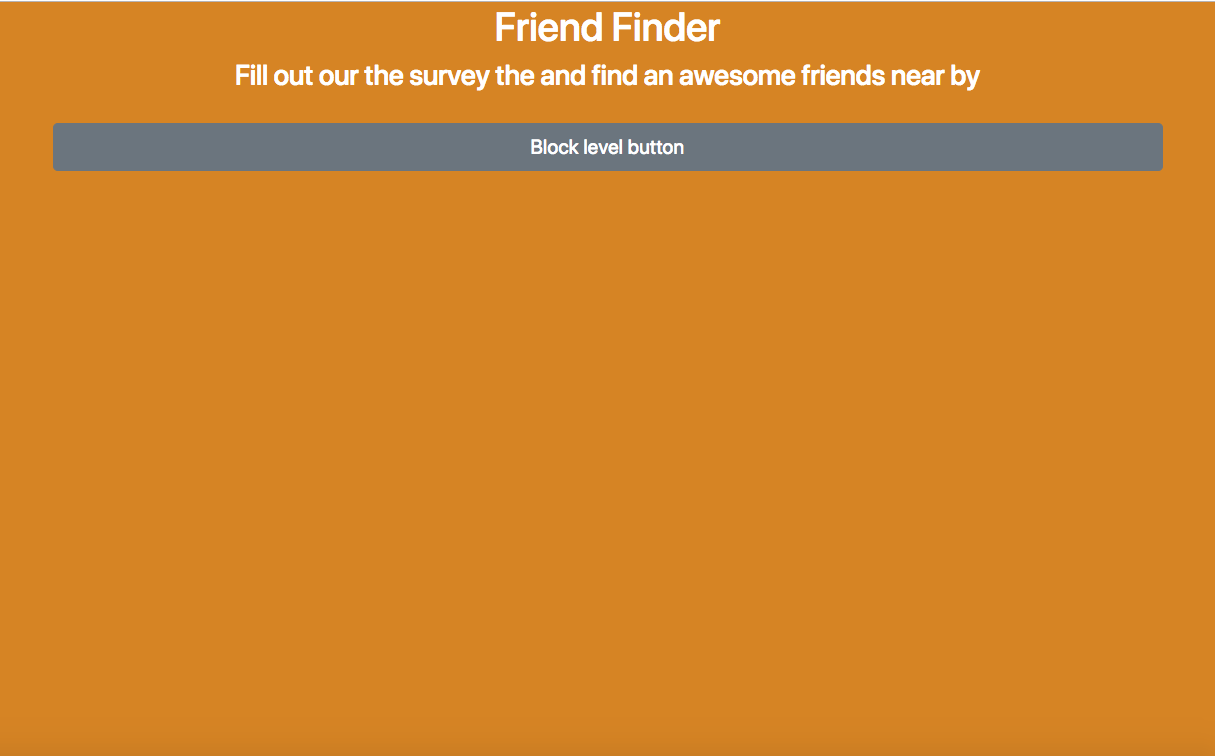 Friend Finder
Fill out our the survey the and find an awesome friends near by
Block level button